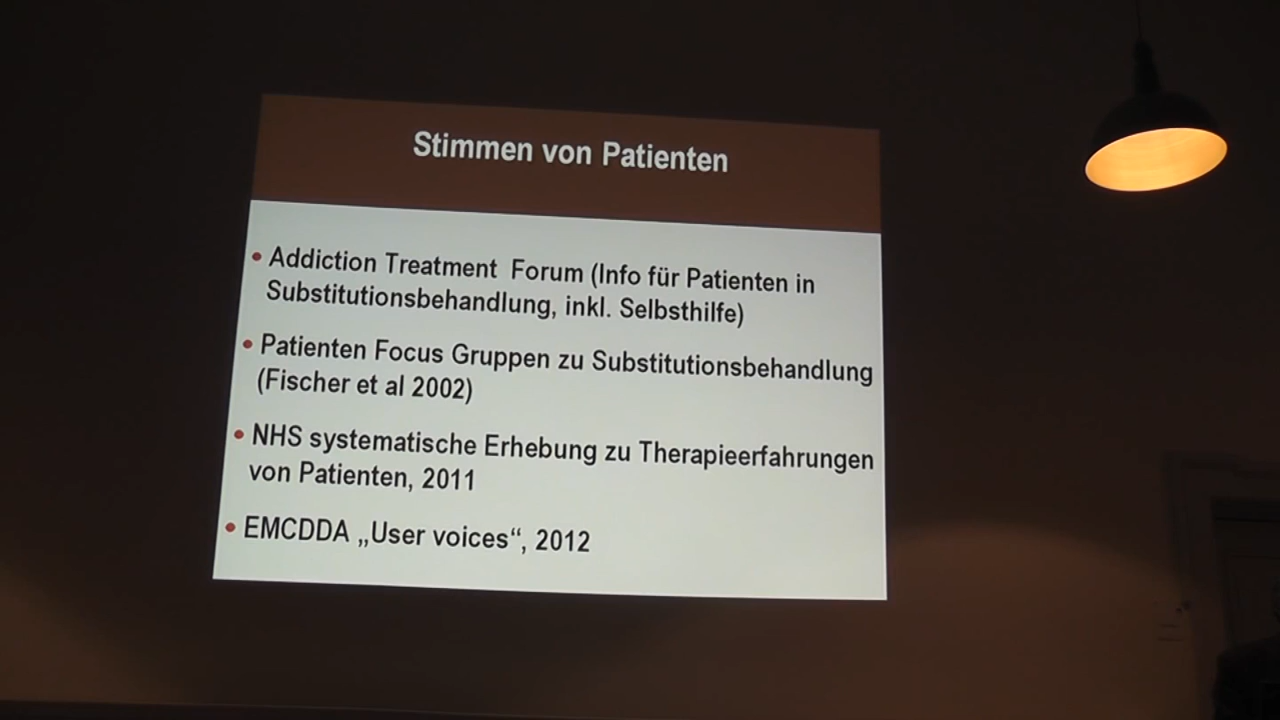 Stimmen von Patienten
• Addiction Treatment Forum (Info für Patienten in
Substitutionsbehandlung, inkl. Selbsthilfe)
• Patienten Focus Gruppen zu Substitutionsbehandlung
(Fischer et al 2002)
• NHS systematische Erhebung zu Therapieerfahrungen
von Patienten, 2011
• EMCDDA „User voices“, 2012